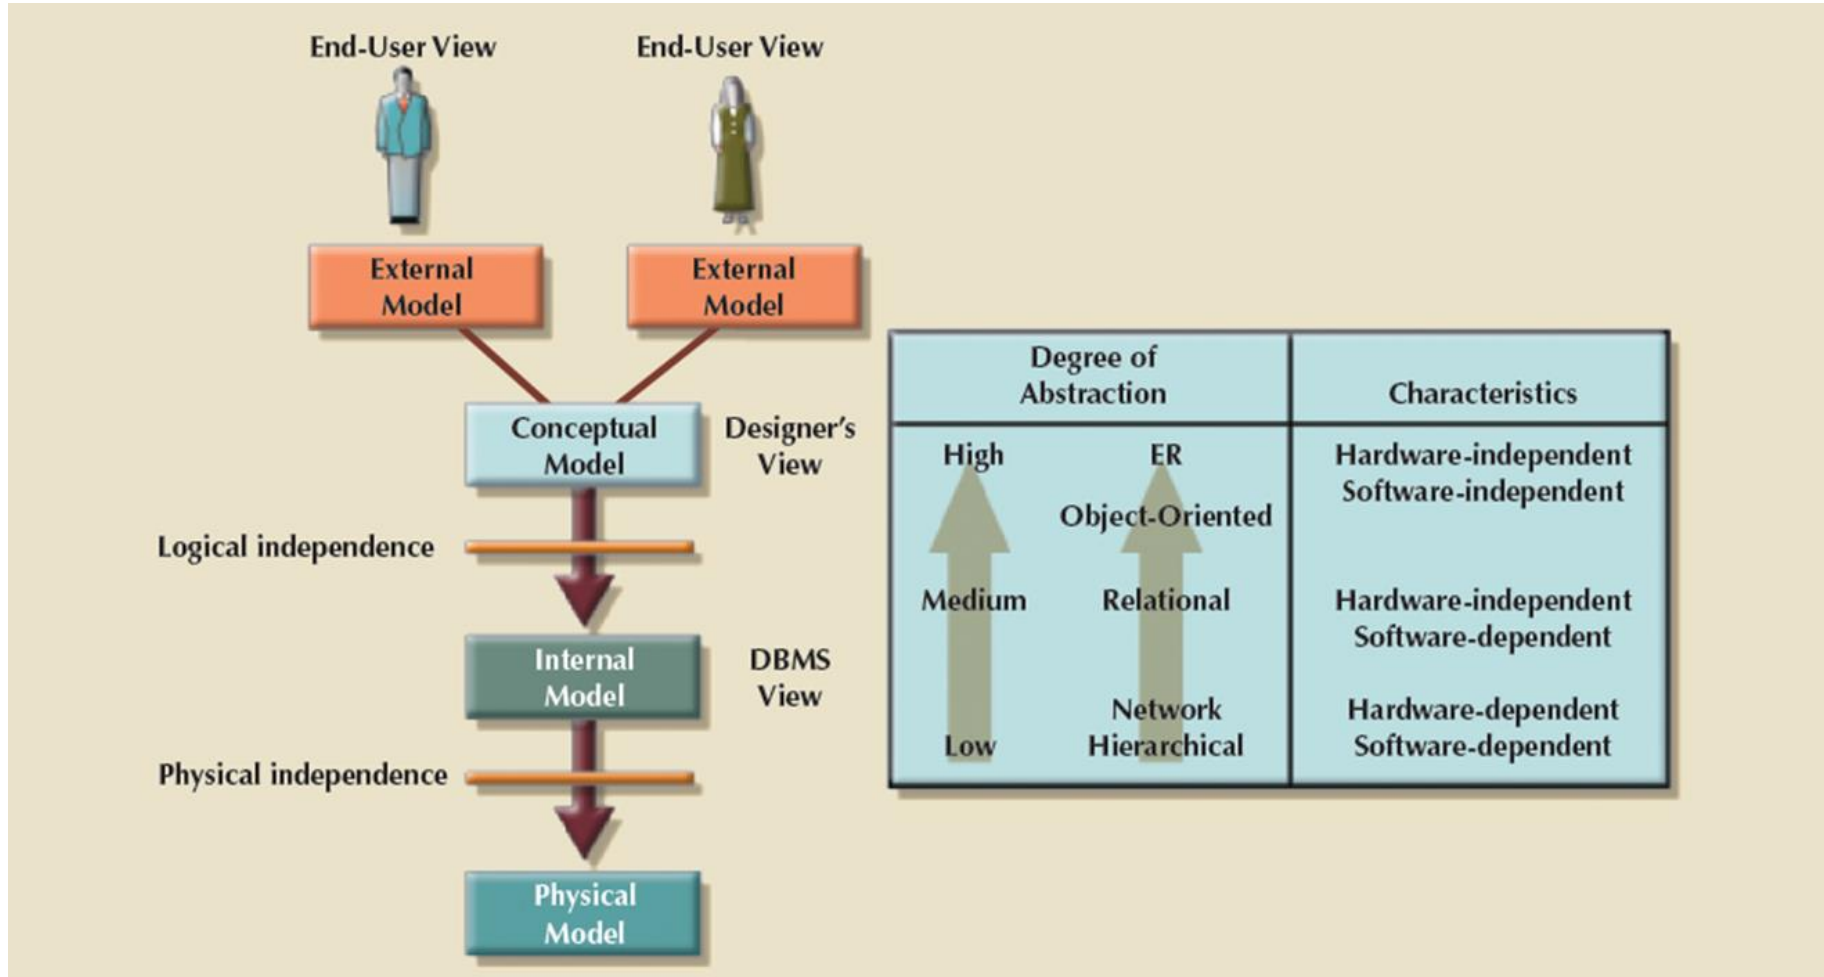 End-User View
End-User View
External
Model
External
Model
Conceptual
Model
Designer's
View
Logical independence
Internal
Model
DBMS
View
Physical independence
Physical
Model
Degree of
Abstraction
Characteristics
High
ER
Hardware-independent
Software-independent
Object-Oriented
Medium
Relational
Hardware-independent
Software-dependent
Network
Hardware-dependent
Low
Hierarchical
Software-dependent